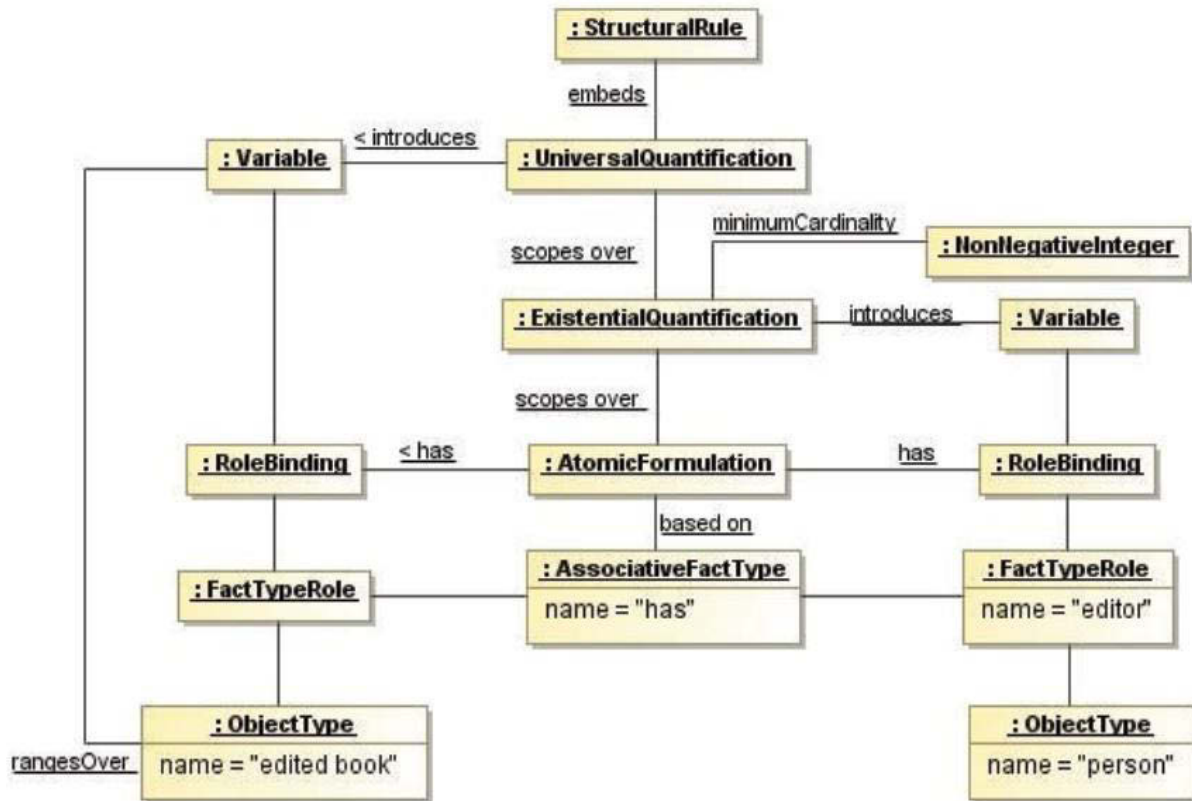 : StructuralRule
embeds
< introduces
: Variable
: UniversalQuantification
minimumCardinality
: NonNegativeInteger
scopes over
: ExistentialQuantification
introduces
: Variable
scopes over
: RoleBinding
< has
: AtomicFormulation
has
: RoleBinding
based on
: FactTypeRole
: AssociativeFactType
name = "has"
: FactTypeRole
name = "editor"
: ObjectType
name = "edited book"
rangesOver
: ObjectType
name = "person"